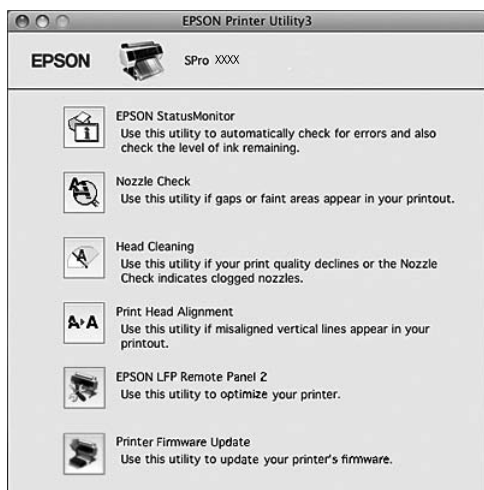 EPSON Printer Utility3
EPSON
SPro XXXX
EPSON StatusMonitor
Use this utility to automatically check for errors and also
check the level of ink remaining.
Nozzle Check
Use this utility if gaps or faint areas appear in your printout.
Head Cleaning
Use this utility if your print quality declines or the Nozzle
Check indicates clogged nozzles.
Print Head Alignment
Use this utility if misaligned vertical lines appear in your
printout.
EPSON LFP Remote Panel 2
Use this utility to optimize your printer.
Printer Firmware Update
Use this utility to update your printer's firmware.